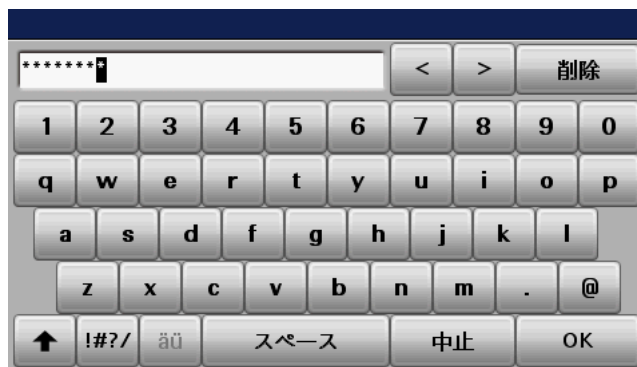 ******** < > 削除
1 2 3 4 5 6 7 8 9 0
q w e r t y u i o p
a s d f g h j k l
z x c v b n m . @
!#?/ äü スペース 中止 OK